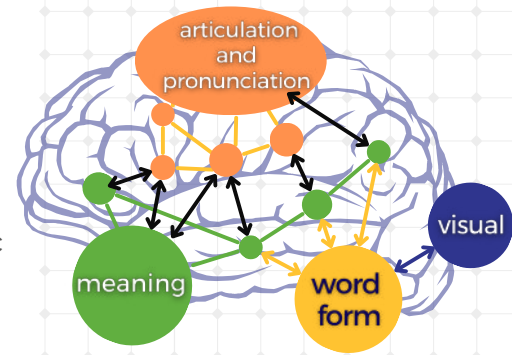 articulation
and
pronunciation
visual
meaning
word
form